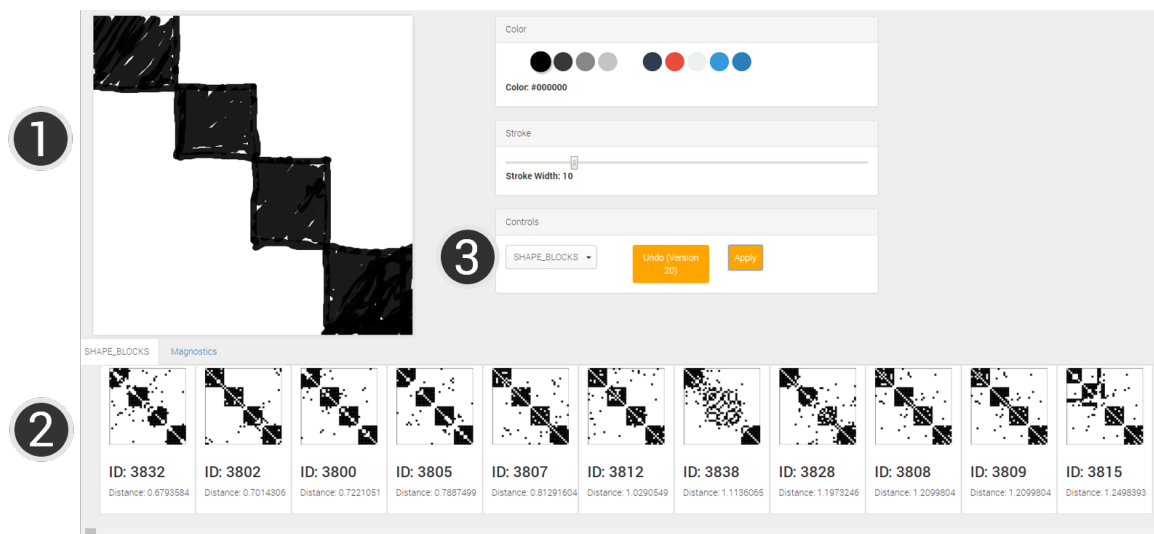 Color
Color: #000000
1
Stroke
Stroke Width: 10
Controls
3
SHAPE_BLOCKS
Undo (Version
20)
Apply
SHAPE_BLOCKS Magnostics
2
ID: 3832 ID: 3802 ID: 3800 ID: 3805 ID: 3807 ID: 3812 ID: 3838 ID: 3828 ID: 3808 ID: 3809 ID: 3815
Distance: 0.6793584 Distance: 0.7014306 Distance: 0.7221051 Distance: 0.7887499 Distance: 0.81291604 Distance: 1.0290549 Distance: 1.1136065 Distance: 1.1973246 Distance: 1.2099804 Distance: 1.2099804 Distance: 1.2498393